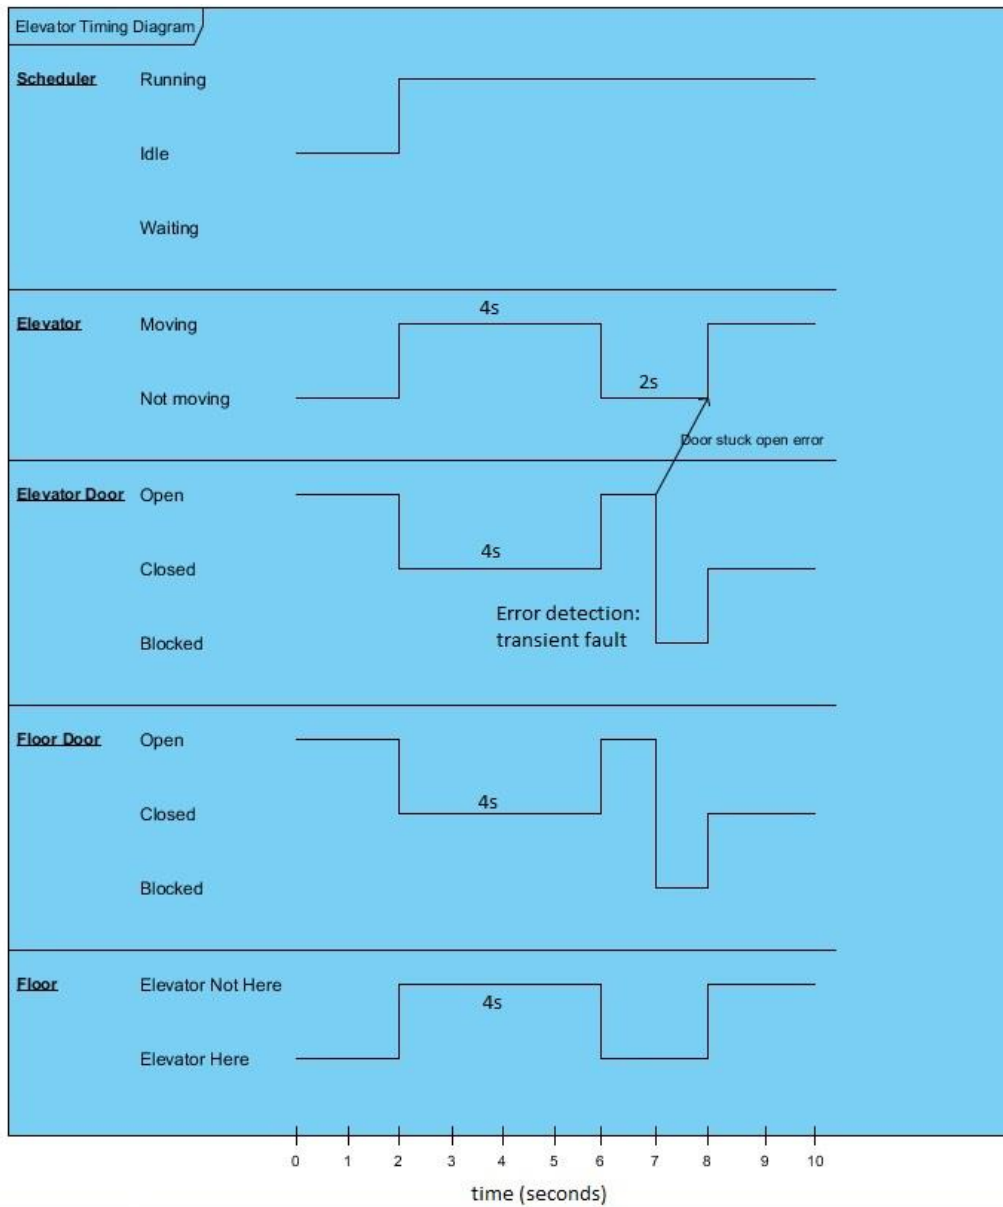 Elevator Timing Diagram
Scheduler
Running
Idle
Waiting
Elevator
Moving
4s
Not moving
2s
Door stuck open error
Elevator Door
Open
Closed
4s
Error detection:
transient fault
Blocked
Floor Door
Open
Closed
4s
Blocked
Floor
Elevator Not Here
4s
Elevator Here
0 1 2 3 4 5 6 7 8 9 10
time (seconds)